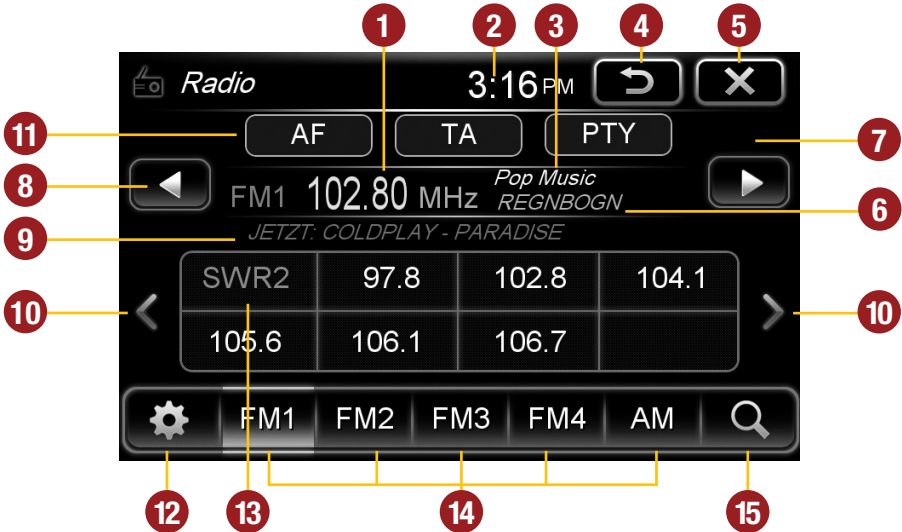 1 2 3 4 5
Radio 3:16 PM
11 AF TA PTY 7
8 FM1 102.80 MHz Pop Music
REGNBOGN 6
9 JETZT: COLDPLAY - PARADISE
SWR2 97.8 102.8 104.1
10 10
105.6 106.1 106.7
FM1 FM2 FM3 FM4 AM
12 13 14 15